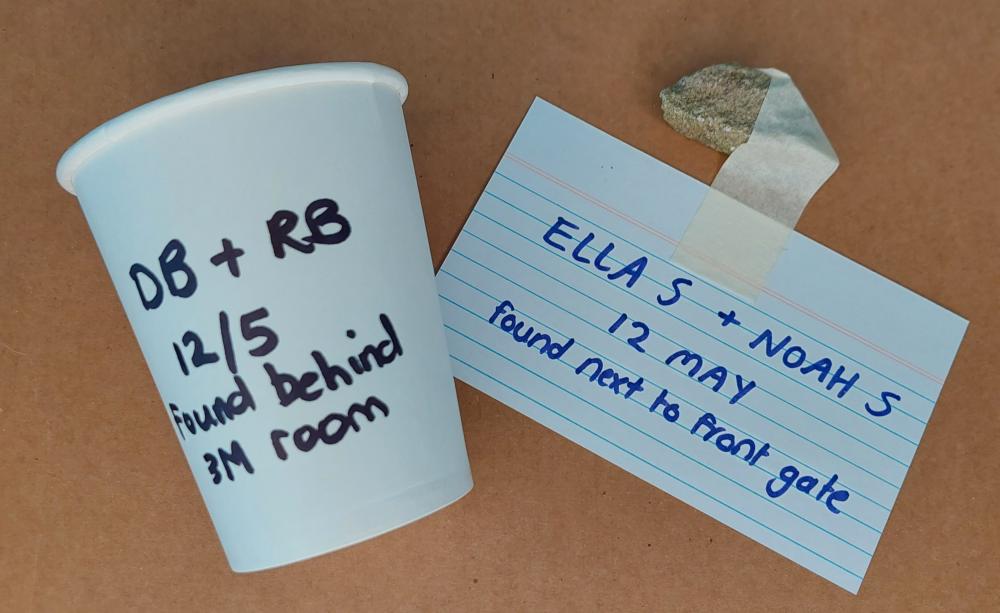 DB + RB
12/5
Found behind
3M room
ELLA S + NOAH S
12 MAY
Found next to front gate